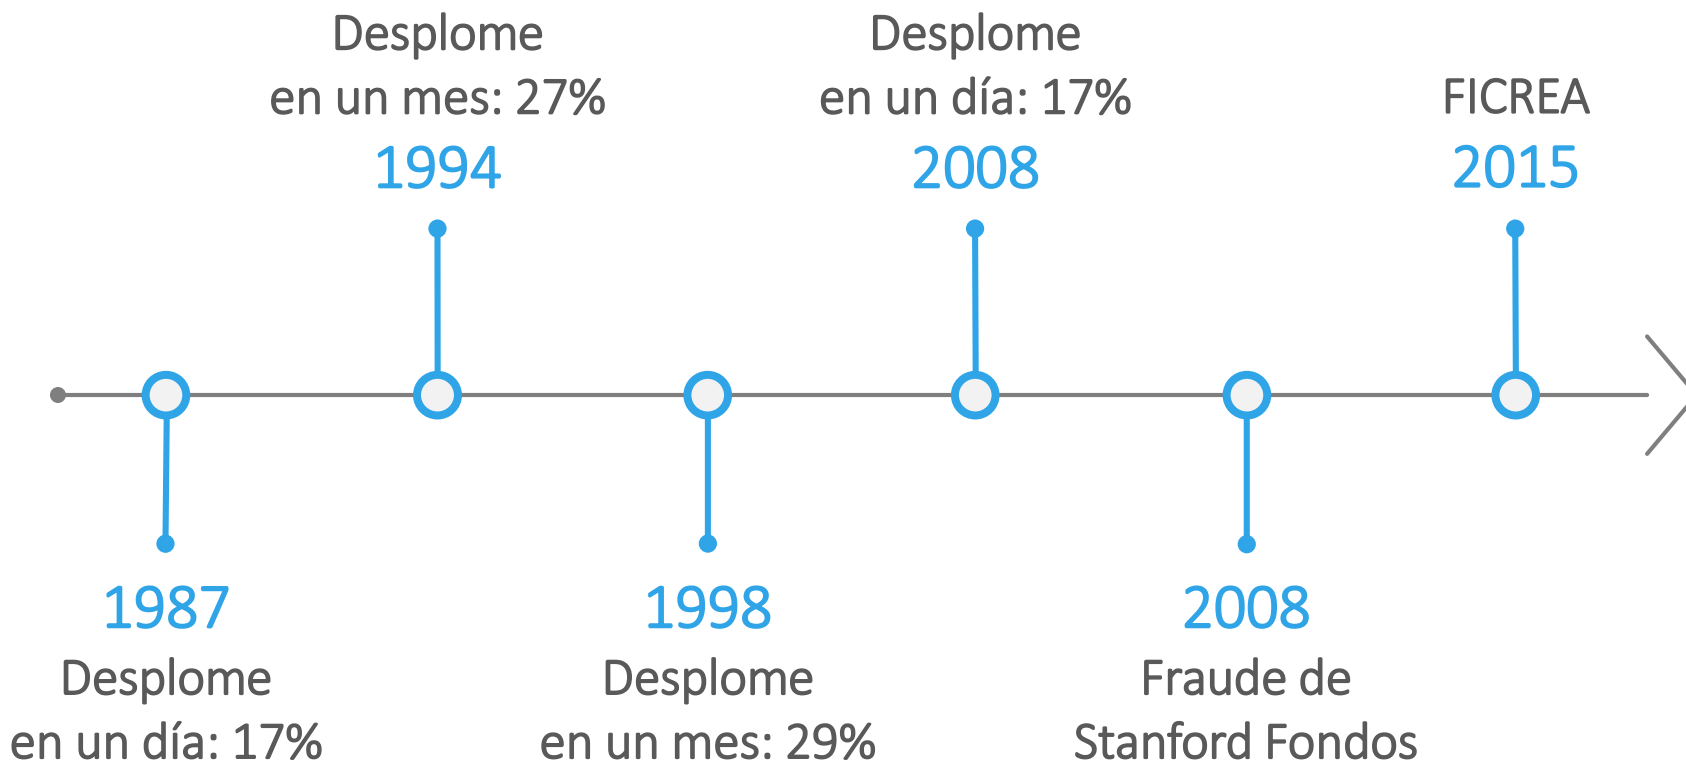 Desplome
en un mes: 27%
1994
Desplome
en un día: 17%
2008
FICREA
2015
1987
Desplome
en un día: 17%
1998
Desplome
en un mes: 29%
2008
Fraude de
Stanford Fondos